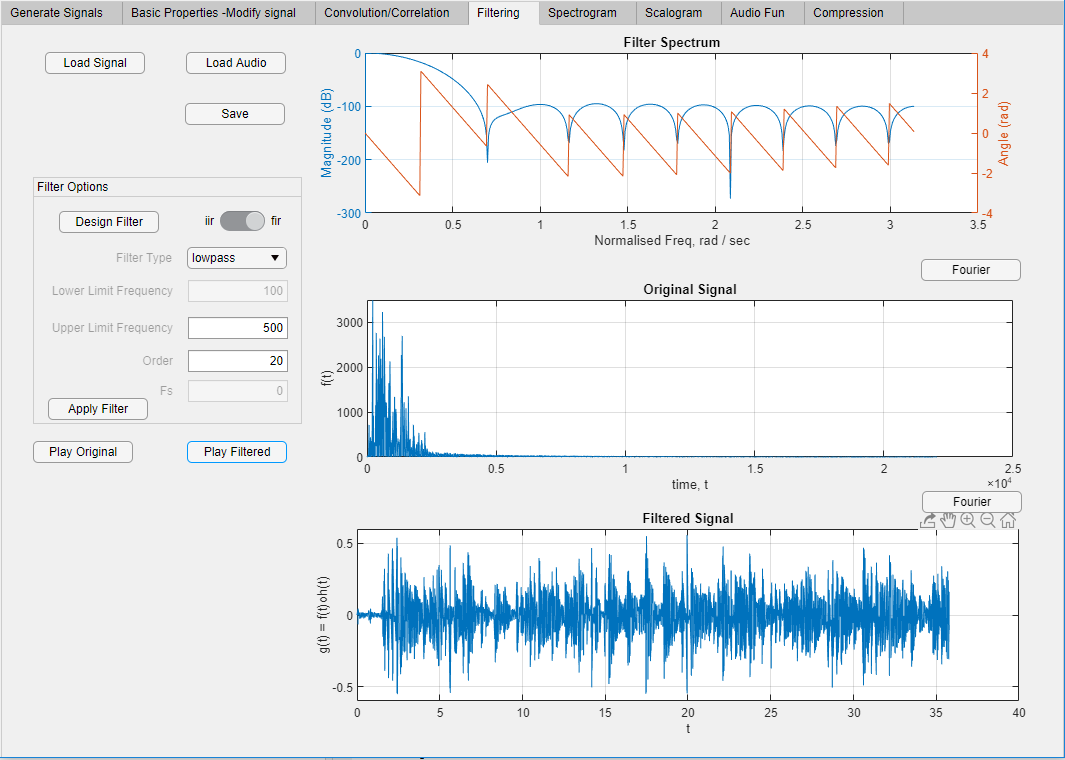 Generate Signals Basic Properties -Modify signal Convolution/Correlation Filtering Spectrogram Scalogram Audio Fun Compression
Load Signal Load Audio
Save
Filter Options
Design Filter iir fir
Filter Type lowpass
Lower Limit Frequency 100
Upper Limit Frequency 500
Order 20
Fs 0
Apply Filter
Play Original Play Filtered
Filter Spectrum
0 -100 -200 -300
Magnitude (dB)
4 2 0 -2 -4
Angle (rad)
0 0.5 1 1.5 2 2.5 3 3.5
Normalised Freq, rad / sec
Fourier
Original Signal
3000 2000 1000 0
f(t)
0 0.5 1 1.5 2 2.5
×10⁴
time, t
Fourier
Filtered Signal
0.5 0 -0.5
g(t) = f(t)oh(t)
0 5 10 15 20 25 30 35 40
t